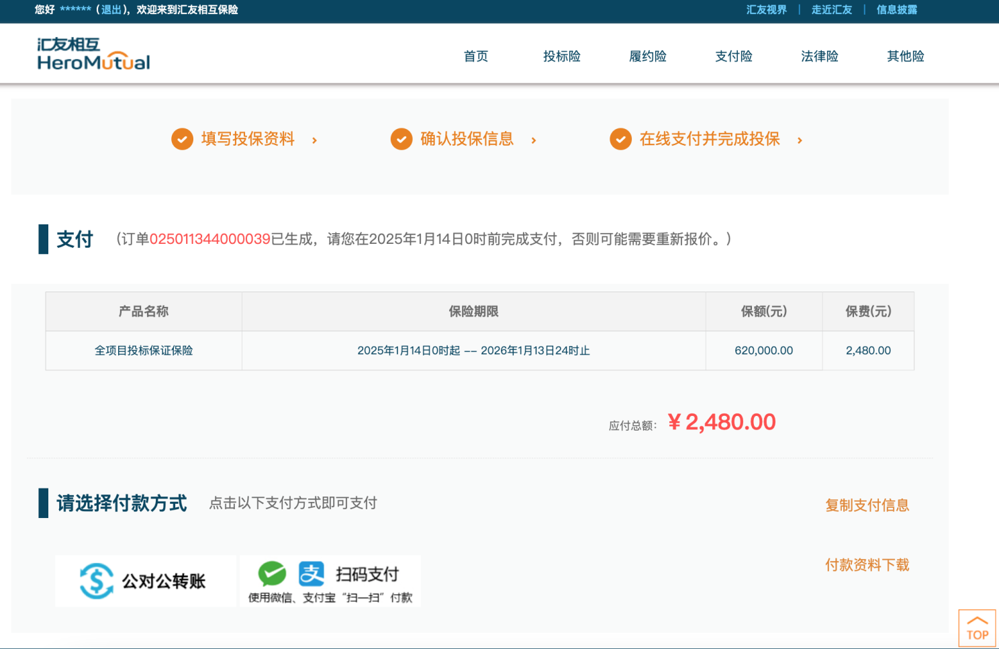 您好 ****** (退出)，欢迎来到汇友相互保险
汇友视界 | 走近汇友 | 信息披露
汇友相互
HeroMutual
首页 投标险 履约险 支付险 法律险 其他险
填写投保资料 › 确认投保信息 › 在线支付并完成投保 ›
支付 （订单025011344000039已生成，请您在2025年1月14日0时前完成支付，否则可能需要重新报价。）
产品名称 保险期限 保额(元) 保费(元)
全项目投标保证保险 2025年1月14日0时起 -- 2026年1月13日24时止 620,000.00 2,480.00
应付总额： ¥ 2,480.00
请选择付款方式 点击以下支付方式即可支付
复制支付信息
付款资料下载
公对公转账
支 扫码支付
使用微信、支付宝“扫一扫”付款
TOP